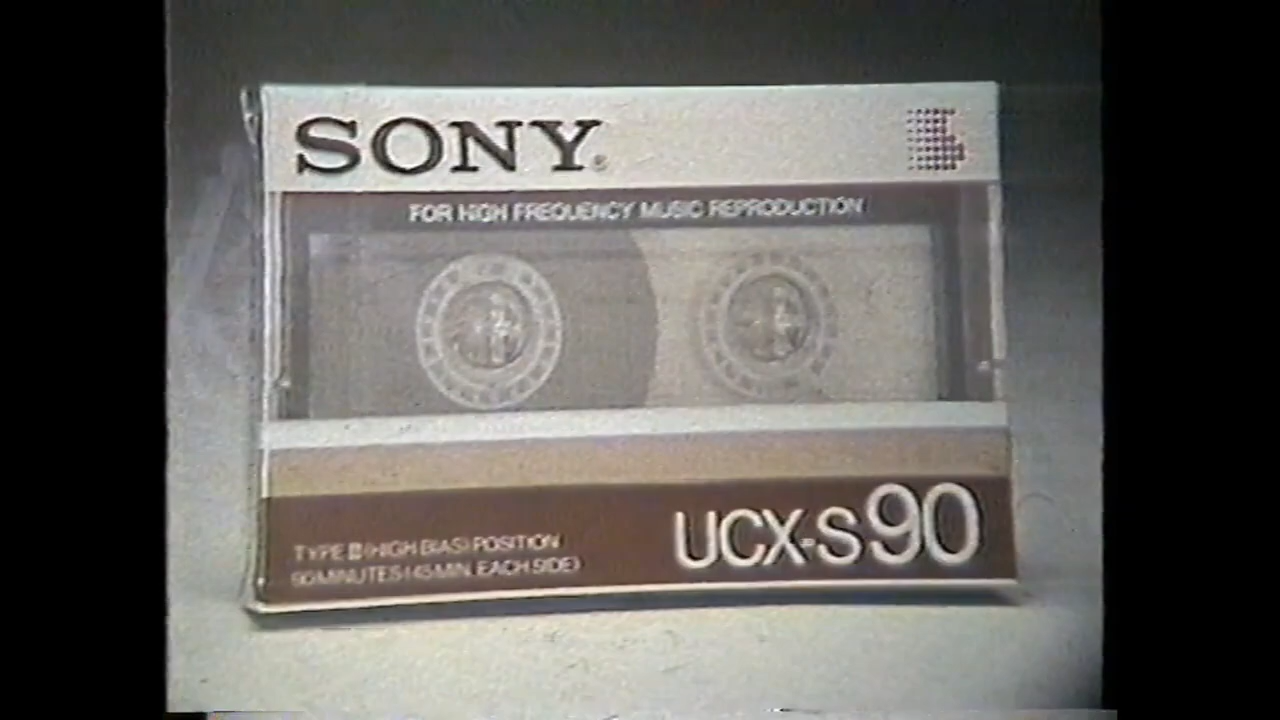 SONY®
FOR HIGH FREQUENCY MUSIC REPRODUCTION
UCX-S 90
TYPE II (HIGH BIAS) POSITION
90 MINUTES (45 MIN. EACH SIDE)